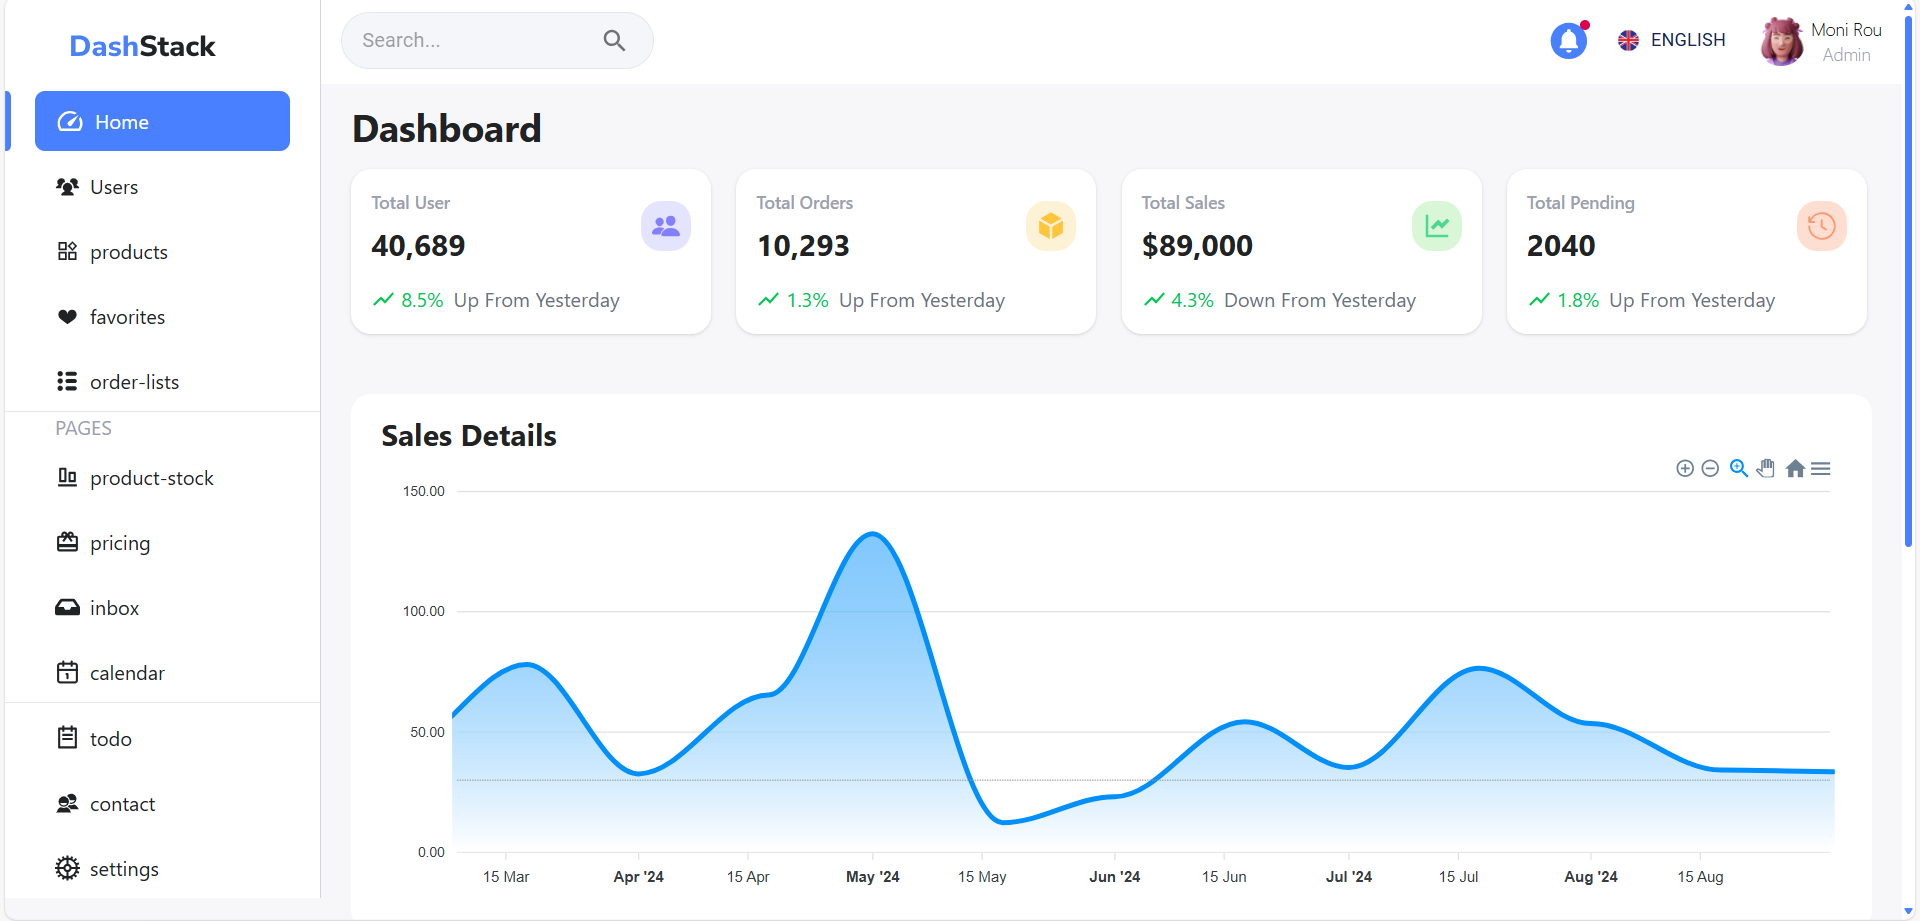 DashStack
Search...
ENGLISH
Moni Rou
Admin
Home
Users
products
favorites
order-lists
PAGES
product-stock
pricing
inbox
calendar
todo
contact
settings
Dashboard
Total User
40,689
8.5% Up From Yesterday
Total Orders
10,293
1.3% Up From Yesterday
Total Sales
$89,000
4.3% Down From Yesterday
Total Pending
2040
1.8% Up From Yesterday
Sales Details
150.00
100.00
50.00
0.00
15 Mar Apr '24 15 Apr May '24 15 May Jun '24 15 Jun Jul '24 15 Jul Aug '24 15 Aug